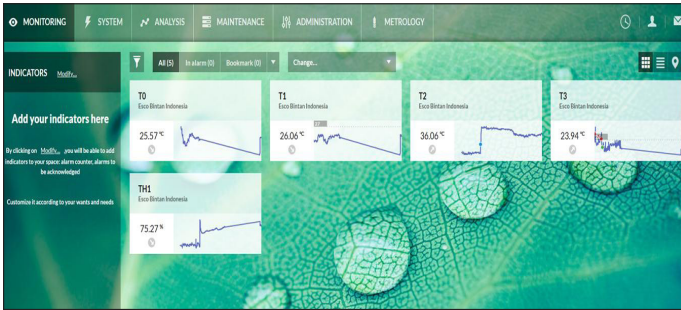 MONITORING
SYSTEM
ANALYSIS
MAINTENANCE
ADMINISTRATION
METROLOGY
INDICATORS Modify...
All (5)
In alarm (0)
Bookmark (0)
Change...
Add your indicators here
By clicking on Modify... ,you will be able to add
indicators to your space: alarm counter, alarms to
be acknowledged
Customize it according to your wants and needs
T0
Esco Bintan Indonesia
25.57 °C
T1
Esco Bintan Indonesia
26.06 °C
T2
Esco Bintan Indonesia
36.06 °C
T3
Esco Bintan Indonesia
23.94 °C
TH1
Esco Bintan Indonesia
75.27 %